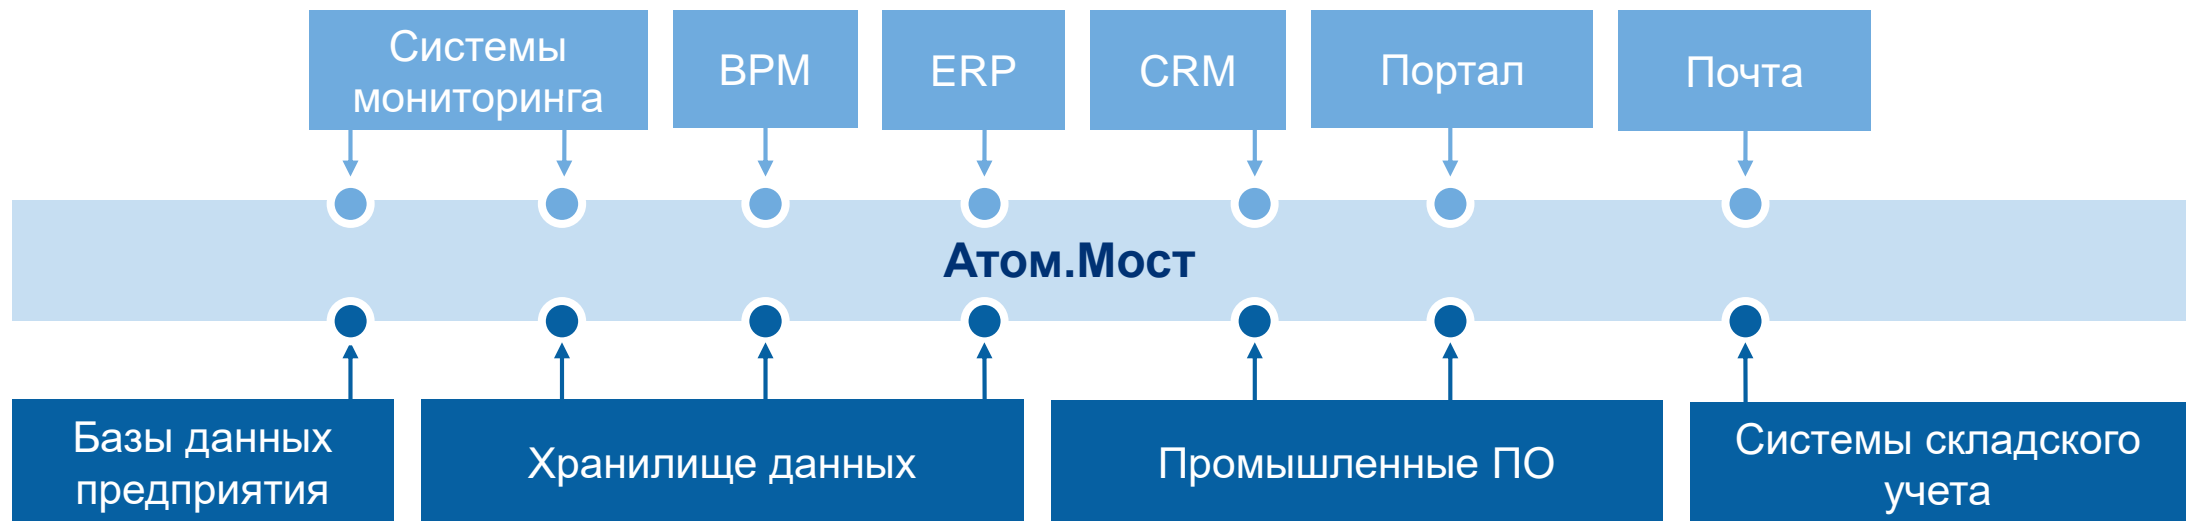 Системы
мониторинга
BPM
ERP
CRM
Портал
Почта
Атом.Мост
Базы данных
предприятия
Хранилище данных
Промышленные ПО
Системы складского
учета